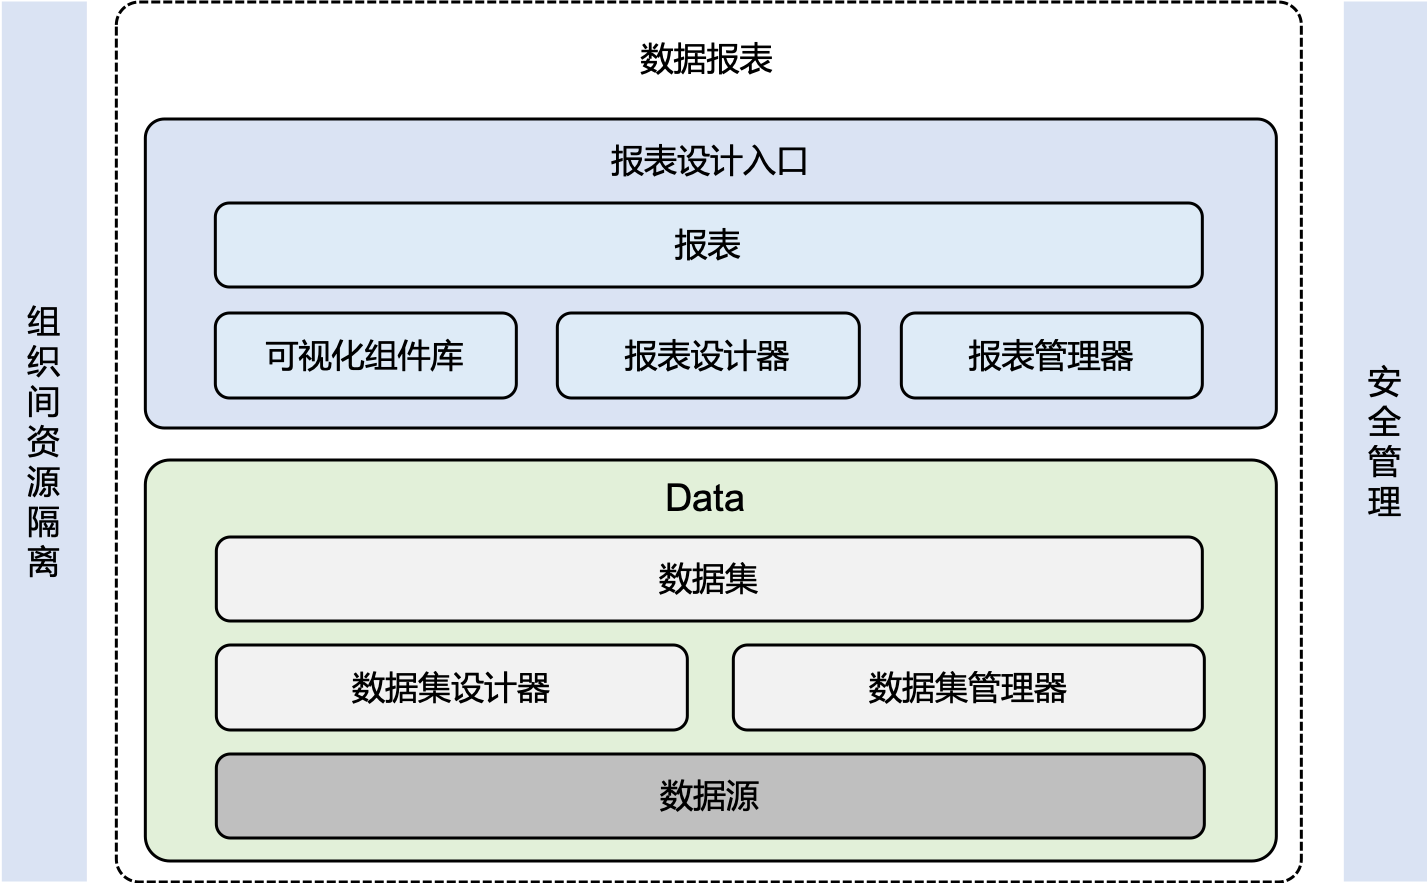 数据报表
报表设计入口
报表
可视化组件库
报表设计器
报表管理器
Data
数据集
数据集设计器
数据集管理器
数据源
组织间资源隔离
安全管理